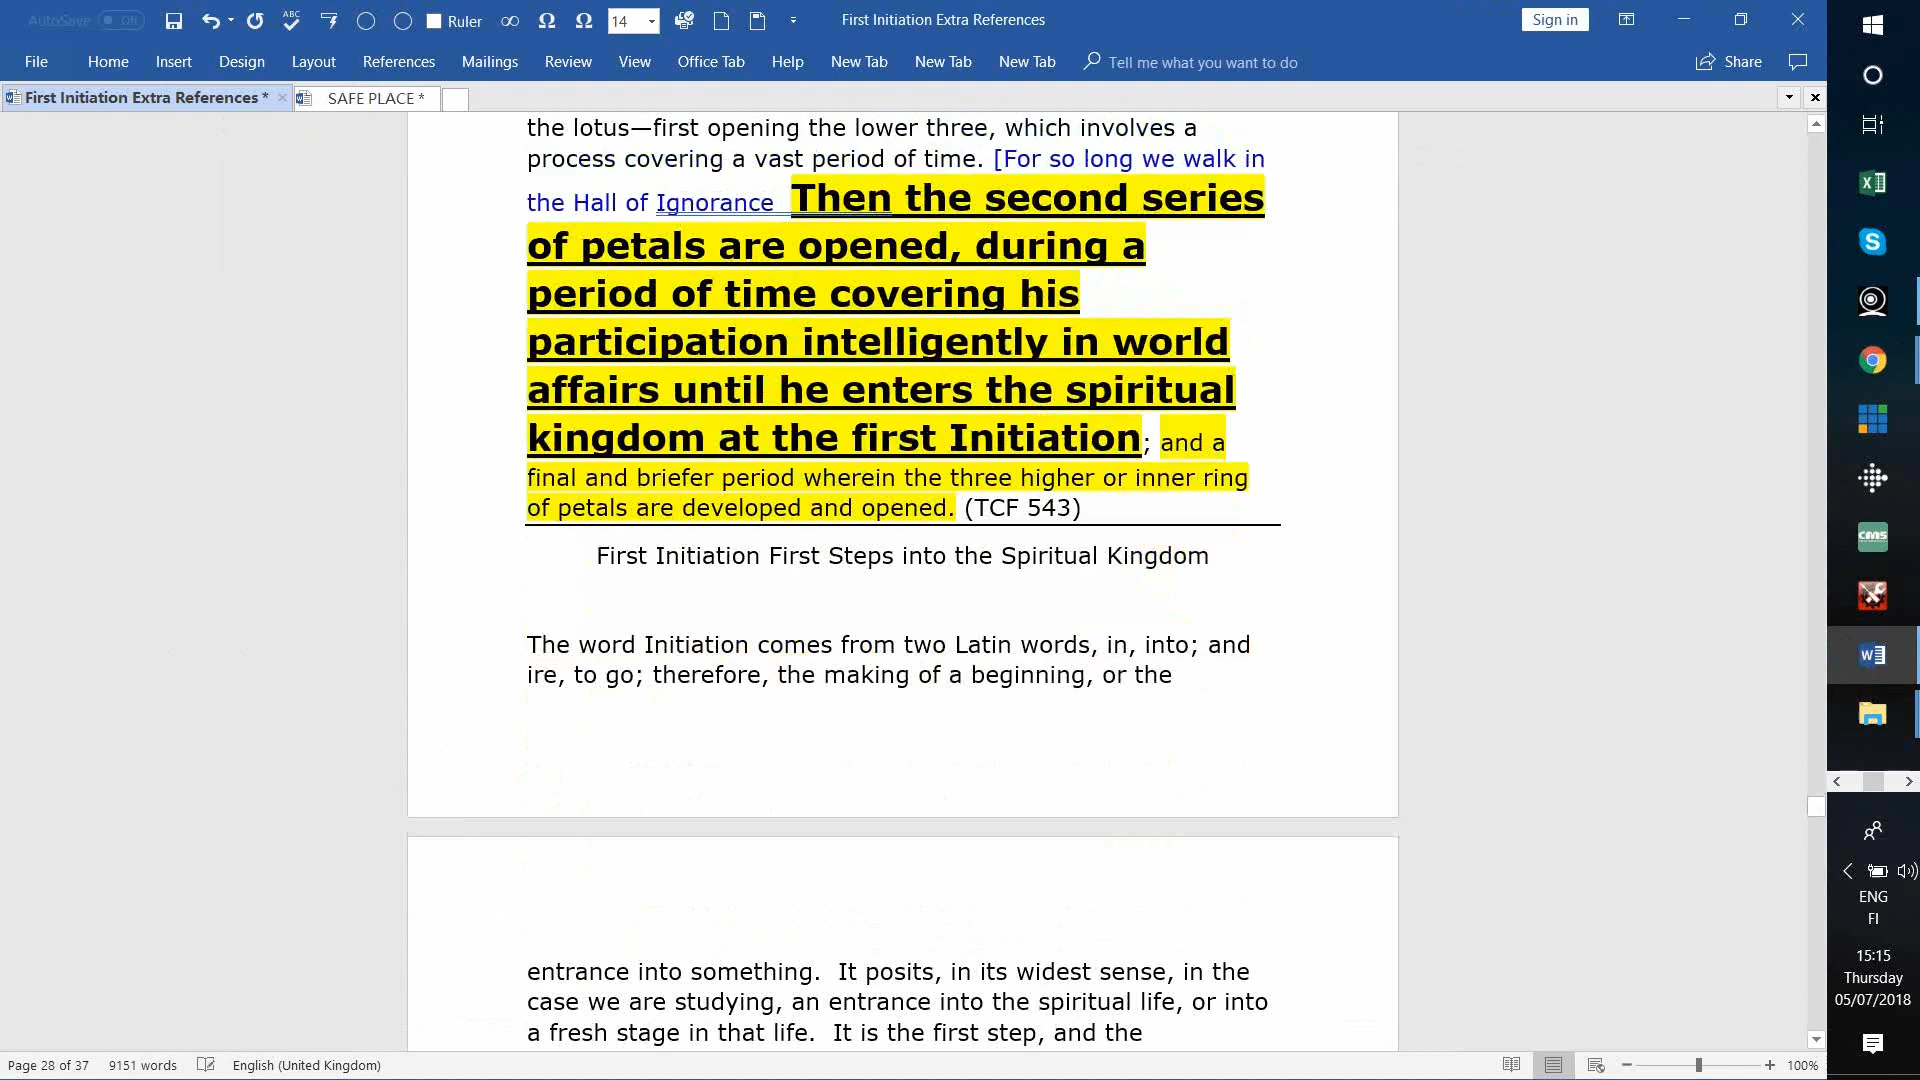 AutoSave Off
ABC
Ruler
14
First Initiation Extra References
Sign in
File Home Insert Design Layout References Mailings Review View Office Tab Help New Tab New Tab New Tab Tell me what you want to do Share
First Initiation Extra References * SAFE PLACE *
the lotus—first opening the lower three, which involves a
process covering a vast period of time. [For so long we walk in
the Hall of Ignorance Then the second series
of petals are opened, during a
period of time covering his
participation intelligently in world
affairs until he enters the spiritual
kingdom at the first Initiation; and a
final and briefer period wherein the three higher or inner ring
of petals are developed and opened. (TCF 543)
First Initiation First Steps into the Spiritual Kingdom
The word Initiation comes from two Latin words, in, into; and
ire, to go; therefore, the making of a beginning, or the
entrance into something. It posits, in its widest sense, in the
case we are studying, an entrance into the spiritual life, or into
a fresh stage in that life. It is the first step, and the
Page 28 of 37 9151 words English (United Kingdom) 100%
cms
ENG
FI
15:15
Thursday
05/07/2018